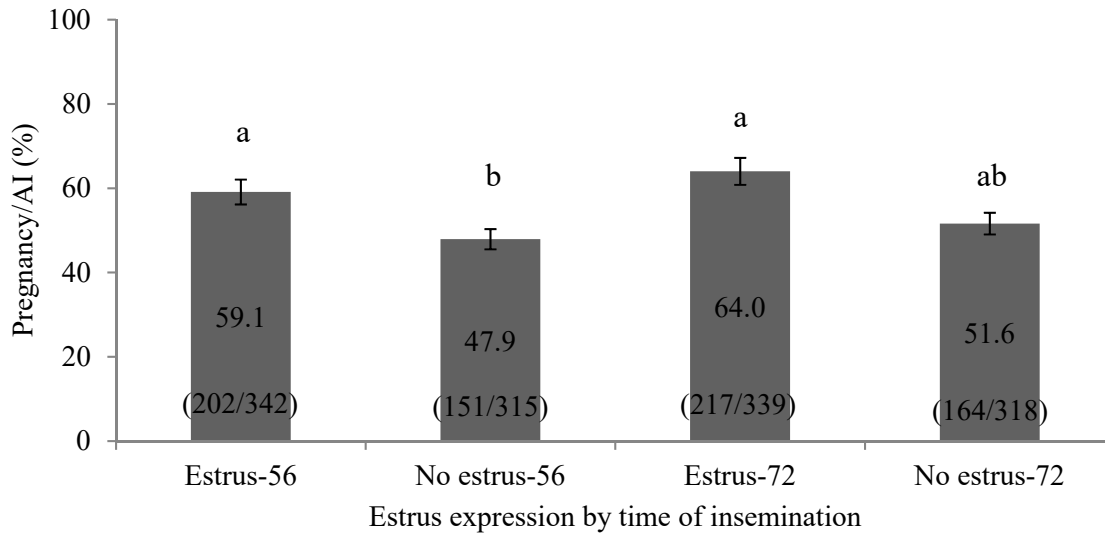 Pregnancy/AI (%)
100
80
60
40
20
0
a
b
a
ab
59.1
47.9
64.0
51.6
(202/342)
(151/315)
(217/339)
(164/318)
Estrus-56
No estrus-56
Estrus-72
No estrus-72
Estrus expression by time of insemination